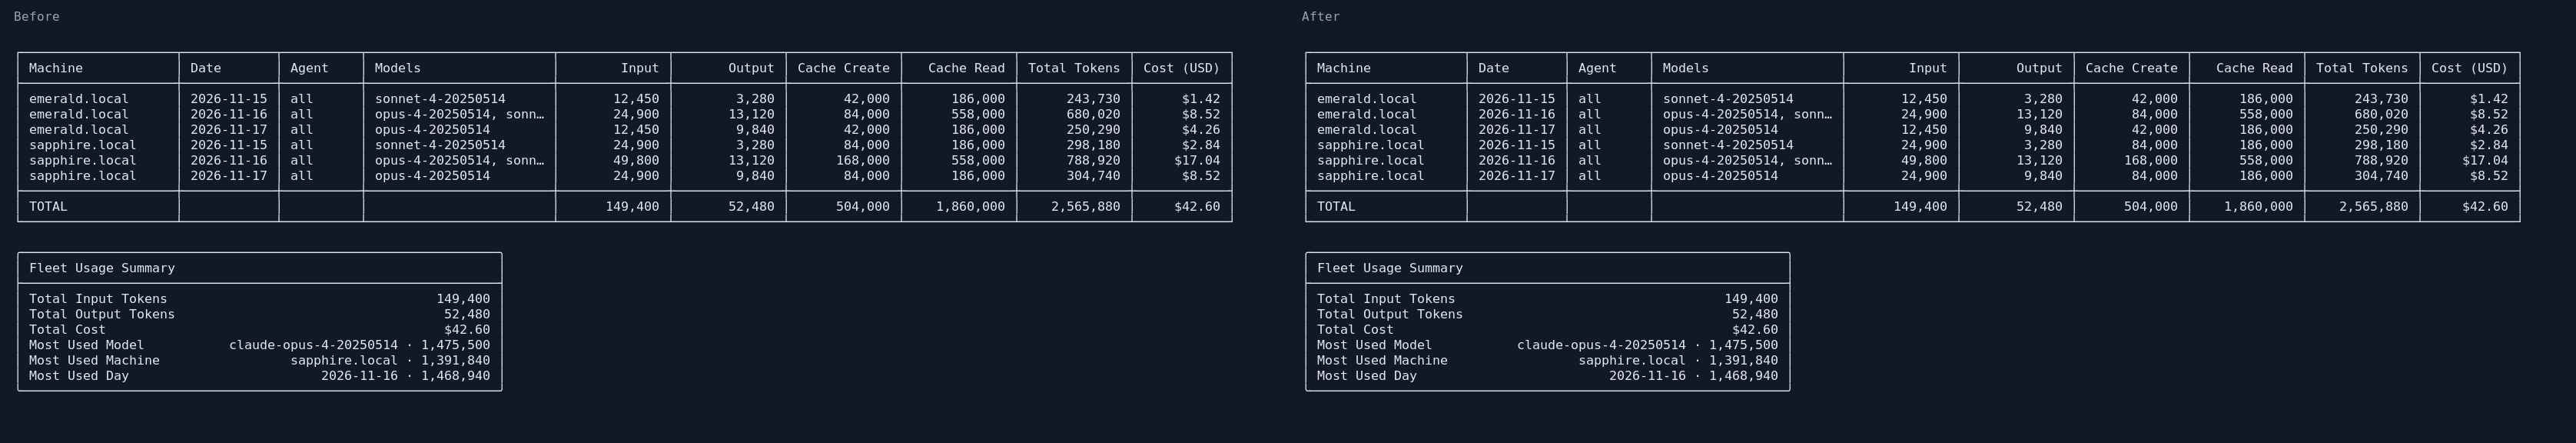 Before
Machine Date Agent Models Input Output Cache Create Cache Read Total Tokens Cost (USD)
emerald.local 2026-11-15 all sonnet-4-20250514 12,450 3,280 42,000 186,000 243,730 $1.42
emerald.local 2026-11-16 all opus-4-20250514, sonn… 24,900 13,120 84,000 558,000 680,020 $8.52
emerald.local 2026-11-17 all opus-4-20250514 12,450 9,840 42,000 186,000 250,290 $4.26
sapphire.local 2026-11-15 all sonnet-4-20250514 24,900 3,280 84,000 186,000 298,180 $2.84
sapphire.local 2026-11-16 all opus-4-20250514, sonn… 49,800 13,120 168,000 558,000 788,920 $17.04
sapphire.local 2026-11-17 all opus-4-20250514 24,900 9,840 84,000 186,000 304,740 $8.52
TOTAL 149,400 52,480 504,000 1,860,000 2,565,880 $42.60
Fleet Usage Summary
Total Input Tokens 149,400
Total Output Tokens 52,480
Total Cost $42.60
Most Used Model claude-opus-4-20250514 · 1,475,500
Most Used Machine sapphire.local · 1,391,840
Most Used Day 2026-11-16 · 1,468,940
After
Machine Date Agent Models Input Output Cache Create Cache Read Total Tokens Cost (USD)
emerald.local 2026-11-15 all sonnet-4-20250514 12,450 3,280 42,000 186,000 243,730 $1.42
emerald.local 2026-11-16 all opus-4-20250514, sonn… 24,900 13,120 84,000 558,000 680,020 $8.52
emerald.local 2026-11-17 all opus-4-20250514 12,450 9,840 42,000 186,000 250,290 $4.26
sapphire.local 2026-11-15 all sonnet-4-20250514 24,900 3,280 84,000 186,000 298,180 $2.84
sapphire.local 2026-11-16 all opus-4-20250514, sonn… 49,800 13,120 168,000 558,000 788,920 $17.04
sapphire.local 2026-11-17 all opus-4-20250514 24,900 9,840 84,000 186,000 304,740 $8.52
TOTAL 149,400 52,480 504,000 1,860,000 2,565,880 $42.60
Fleet Usage Summary
Total Input Tokens 149,400
Total Output Tokens 52,480
Total Cost $42.60
Most Used Model claude-opus-4-20250514 · 1,475,500
Most Used Machine sapphire.local · 1,391,840
Most Used Day 2026-11-16 · 1,468,940